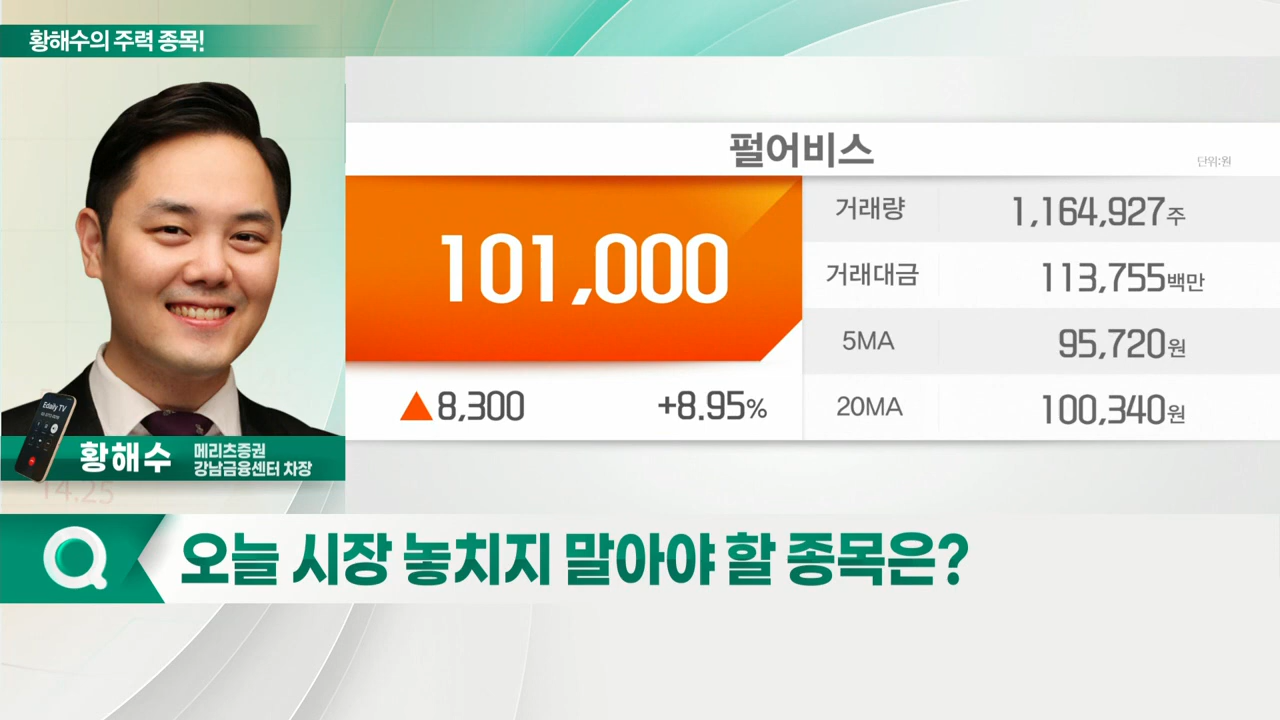 황해수의 주력 종목!
펄어비스
단위:원
101,000
▲8,300 +8.95%
거래량 1,164,927주
거래대금 113,755백만
5MA 95,720원
20MA 100,340원
Edaily TV
황해수 메리츠증권
강남금융센터 차장
14.25
Q 오늘 시장 놓치지 말아야 할 종목은?